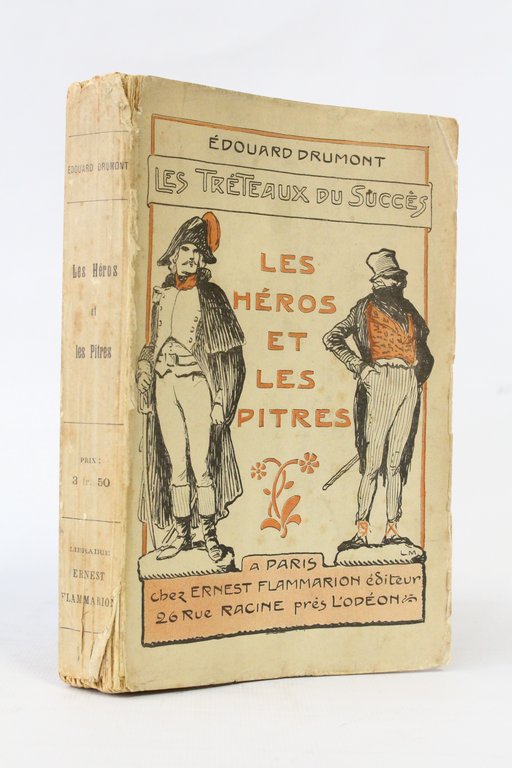 ÉDOUARD DRUMONT
Les Héros
et
les Pitres
PRIX :
3 fr. 50
LIBRAIRIE
ERNEST
FLAMMARION
ÉDOUARD DRUMONT
LES TRÉTEAUX DU SUCCÈS
LES
HÉROS
ET
LES
PITRES
L.M.
A PARIS
chez ERNEST FLAMMARION éditeur
26 Rue RACINE près L'ODÉON